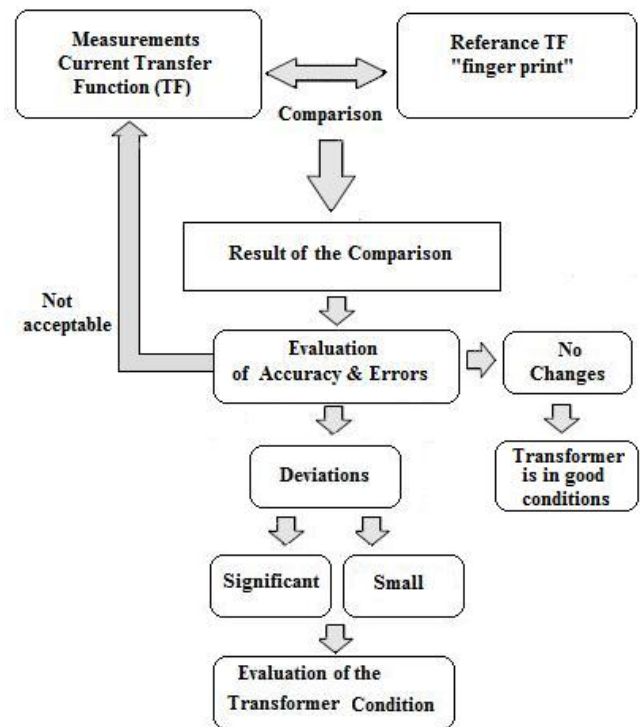 Measurements
Current Transfer
Function (TF)
Referance TF
"finger print"
Comparison
Result of the Comparison
Not
acceptable
Evaluation
of Accuracy & Errors
No
Changes
Deviations
Transformer
is in good
conditions
Significant
Small
Evaluation of the
Transformer Condition